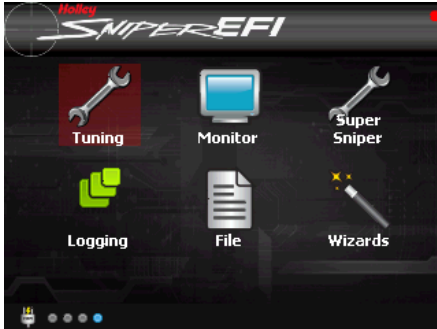 Holley
SNIPER EFI
Tuning
Monitor
Super
Sniper
Logging
File
Wizards